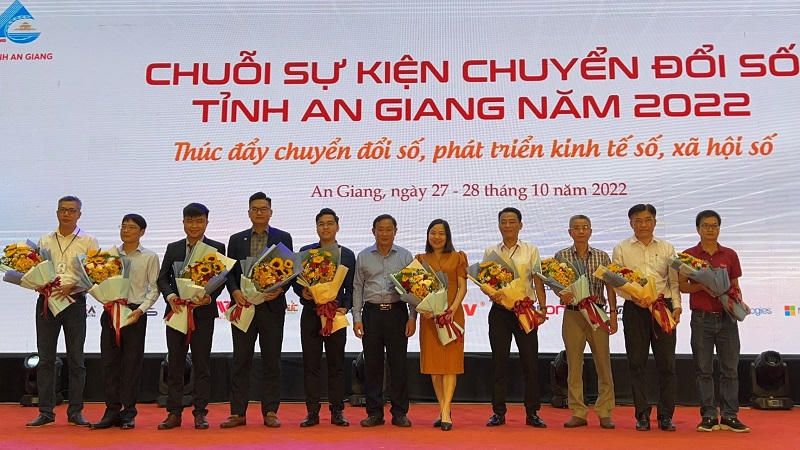 NH AN GIANG
CHUỖI SỰ KIỆN CHUYỂN ĐỔI SỐ
TỈNH AN GIANG NĂM 2022
Thúc đẩy chuyển đổi số, phát triển kinh tế số, xã hội số
An Giang, ngày 27 - 28 tháng 10 năm 2022